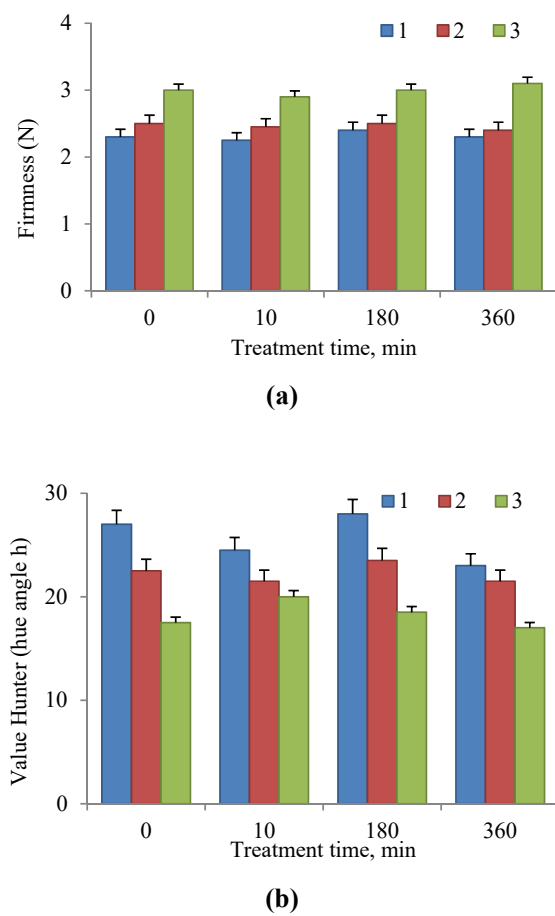 4
3
2
1
0
Firmness (N)
1 2 3
0 10 180 360
Treatment time, min
(a)
30
20
10
0
Value Hunter (hue angle h)
1 2 3
0 10 180 360
Treatment time, min
(b)